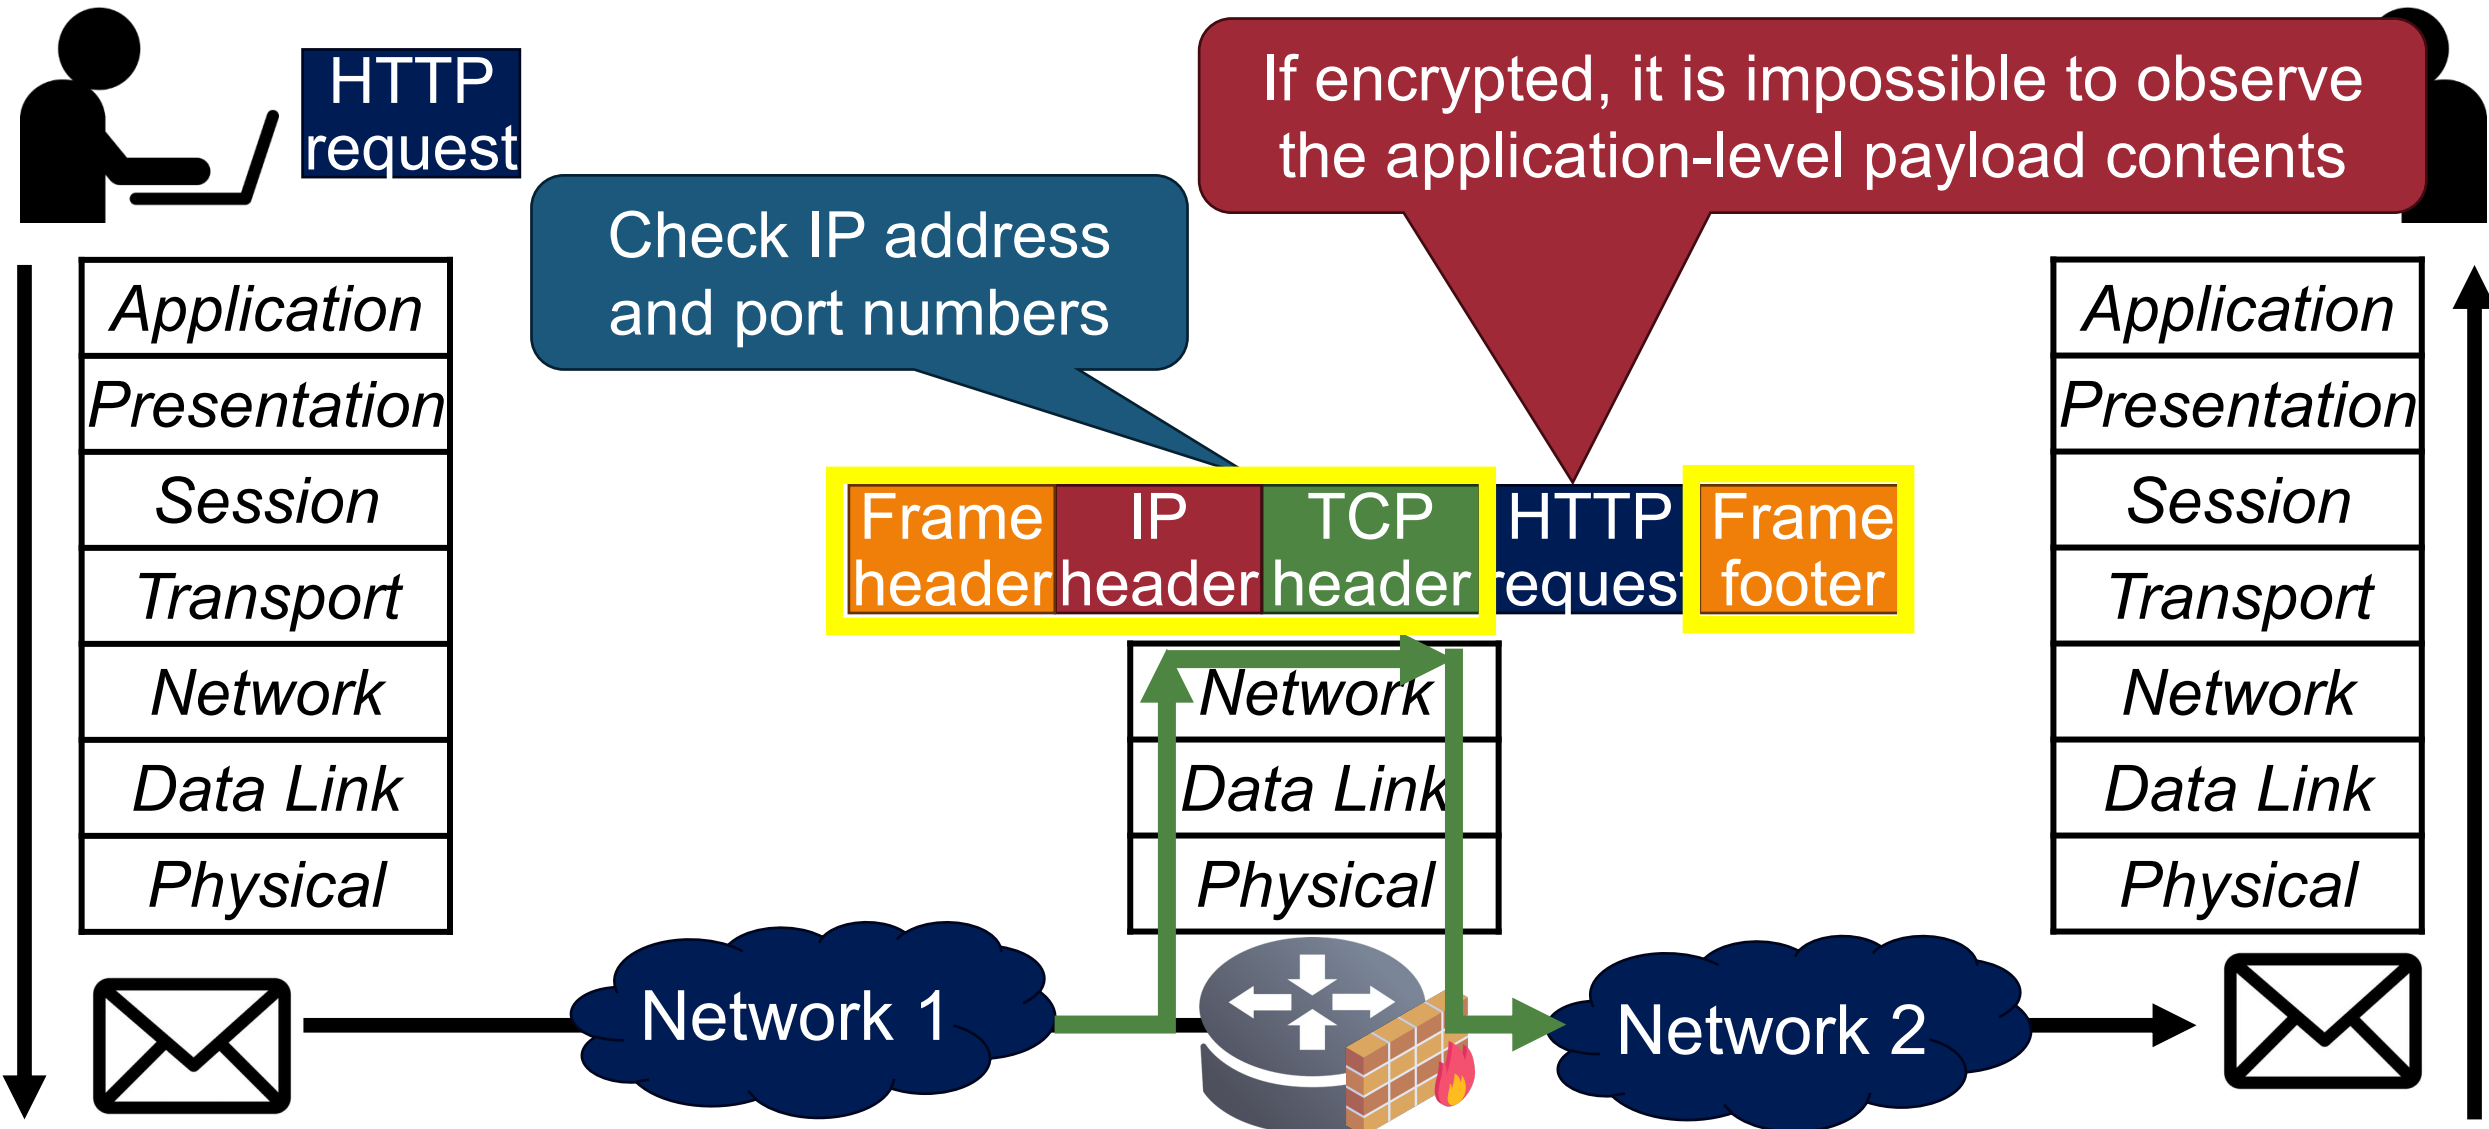 HTTP
request
If encrypted, it is impossible to observe
the application-level payload contents
Check IP address
and port numbers
Application
Presentation
Session
Transport
Network
Data Link
Physical
Frame
header
IP
header
TCP
header
HTTP
request
Frame
footer
Network
Data Link
Physical
Application
Presentation
Session
Transport
Network
Data Link
Physical
Network 1
Network 2